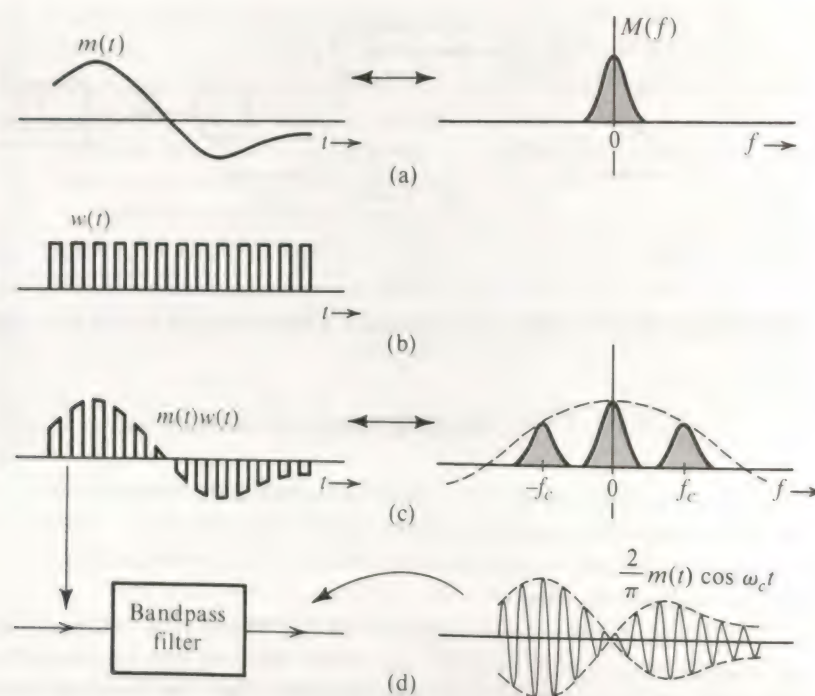 m(t)
M(f)
t →
0
f →
(a)
w(t)
t →
(b)
m(t)w(t)
t →
−f_c
0
f_c
f →
(c)
Bandpass
filter
2/π m(t) cos ω_c t
(d)